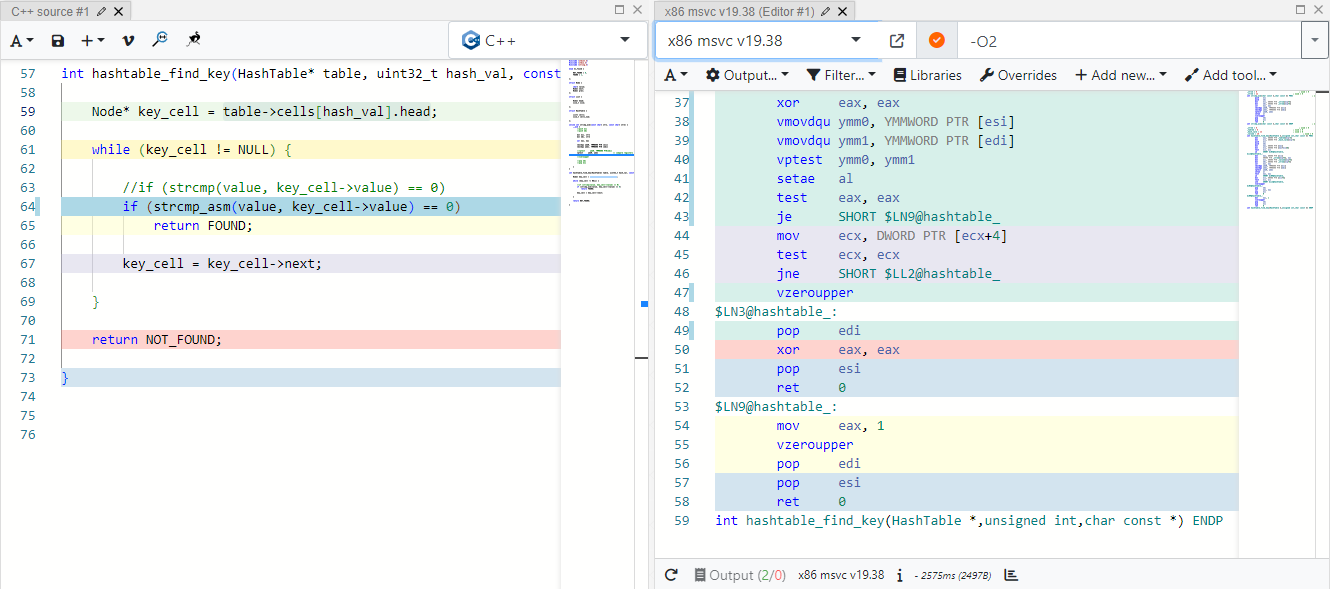 C++ source #1
A
C++
57 int hashtable_find_key(HashTable* table, uint32_t hash_val, const
58
59 Node* key_cell = table->cells[hash_val].head;
60
61 while (key_cell != NULL) {
62
63 //if (strcmp(value, key_cell->value) == 0)
64 if (strcmp_asm(value, key_cell->value) == 0)
65 return FOUND;
66
67 key_cell = key_cell->next;
68
69 }
70
71 return NOT_FOUND;
72
73 }
74
75
76
x86 msvc v19.38 (Editor #1)
x86 msvc v19.38
-O2
A Output... Filter... Libraries Overrides + Add new... Add tool...
37 xor eax, eax
38 vmovdqu ymm0, YMMWORD PTR [esi]
39 vmovdqu ymm1, YMMWORD PTR [edi]
40 vptest ymm0, ymm1
41 setae al
42 test eax, eax
43 je SHORT $LN9@hashtable_
44 mov ecx, DWORD PTR [ecx+4]
45 test ecx, ecx
46 jne SHORT $LL2@hashtable_
47 vzeroupper
48 $LN3@hashtable_:
49 pop edi
50 xor eax, eax
51 pop esi
52 ret 0
53 $LN9@hashtable_:
54 mov eax, 1
55 vzeroupper
56 pop edi
57 pop esi
58 ret 0
59 int hashtable_find_key(HashTable *,unsigned int,char const *) ENDP
Output (2/0) x86 msvc v19.38 i - 2575ms (2497B)